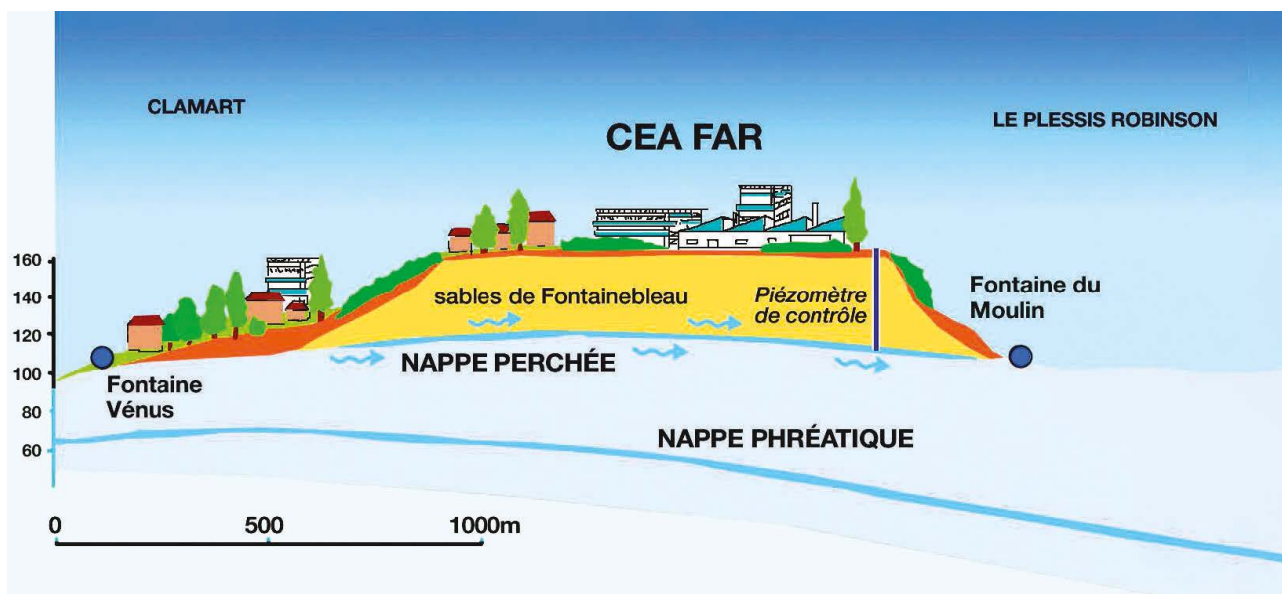 CLAMART
CEA FAR
LE PLESSIS ROBINSON
160
140
120
100
80
60
sables de Fontainebleau
Piézomètre
de contrôle
Fontaine du
Moulin
NAPPE PERCHÉE
Fontaine
Vénus
NAPPE PHRÉATIQUE
0
500
1000m